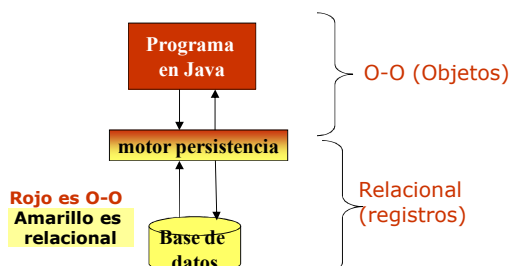 Programa
en Java
O-O (Objetos)
motor persistencia
Rojo es O-O
Amarillo es
relacional
Relacional
(registros)
Base de
datos